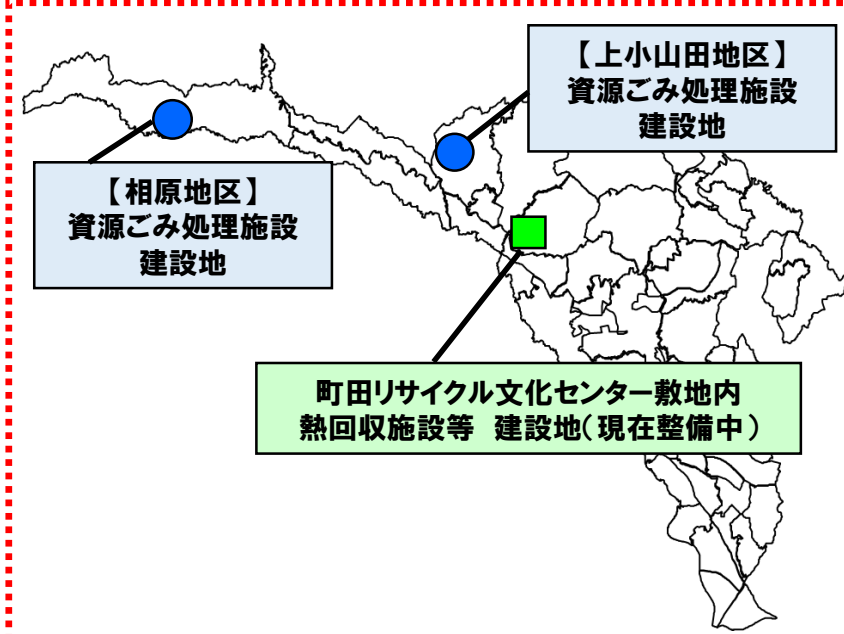 【上小山田地区】
資源ごみ処理施設
建設地
【相原地区】
資源ごみ処理施設
建設地
町田リサイクル文化センター敷地内
熱回収施設等　建設地（現在整備中）